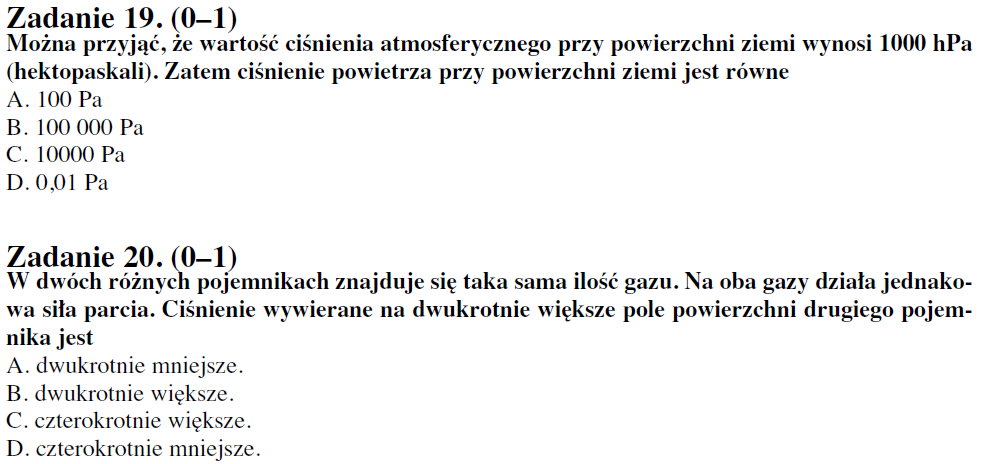 Zadanie 19. (0–1)
Można przyjąć, że wartość ciśnienia atmosferycznego przy powierzchni ziemi wynosi 1000 hPa
(hektopaskali). Zatem ciśnienie powietrza przy powierzchni ziemi jest równe
A. 100 Pa
B. 100 000 Pa
C. 10000 Pa
D. 0,01 Pa
Zadanie 20. (0–1)
W dwóch różnych pojemnikach znajduje się taka sama ilość gazu. Na oba gazy działa jednako-
wa siła parcia. Ciśnienie wywierane na dwukrotnie większe pole powierzchni drugiego pojem-
nika jest
A. dwukrotnie mniejsze.
B. dwukrotnie większe.
C. czterokrotnie większe.
D. czterokrotnie mniejsze.